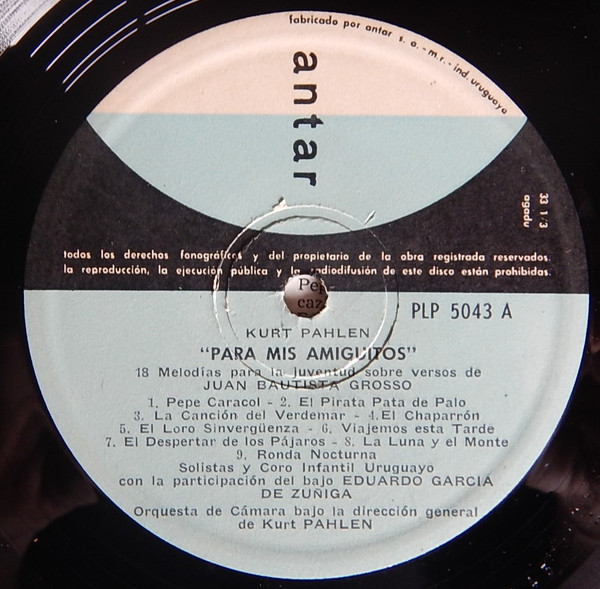 fabricado por antar s. a. - m. r. - ind. uruguaya
antar
33 1/3
agadu
todos los derechos fonográficos y del propietario de la obra registrada reservados.
la reproducción, la ejecución pública y la radiodifusión de este disco están prohibidas.
Pe
caz
PLP 5043 A
KURT PAHLEN
"PARA MIS AMIGUITOS"
18 Melodías para la juventud sobre versos de
JUAN BAUTISTA GROSSO
1, Pepe Caracol - 2. El Pirata Pata de Palo
3. La Canción del Verdemar - 4. El Chaparrón
5. El Loro Sinvergüenza - 6. Viajemos esta Tarde
7. El Despertar de los Pájaros - 8. La Luna y el Monte
9. Ronda Nocturna
Solistas y Coro Infantil Uruguayo
con la participación del bajo EDUARDO GARCIA
DE ZUÑIGA
Orquesta de Cámara bajo la dirección general
de Kurt PAHLEN